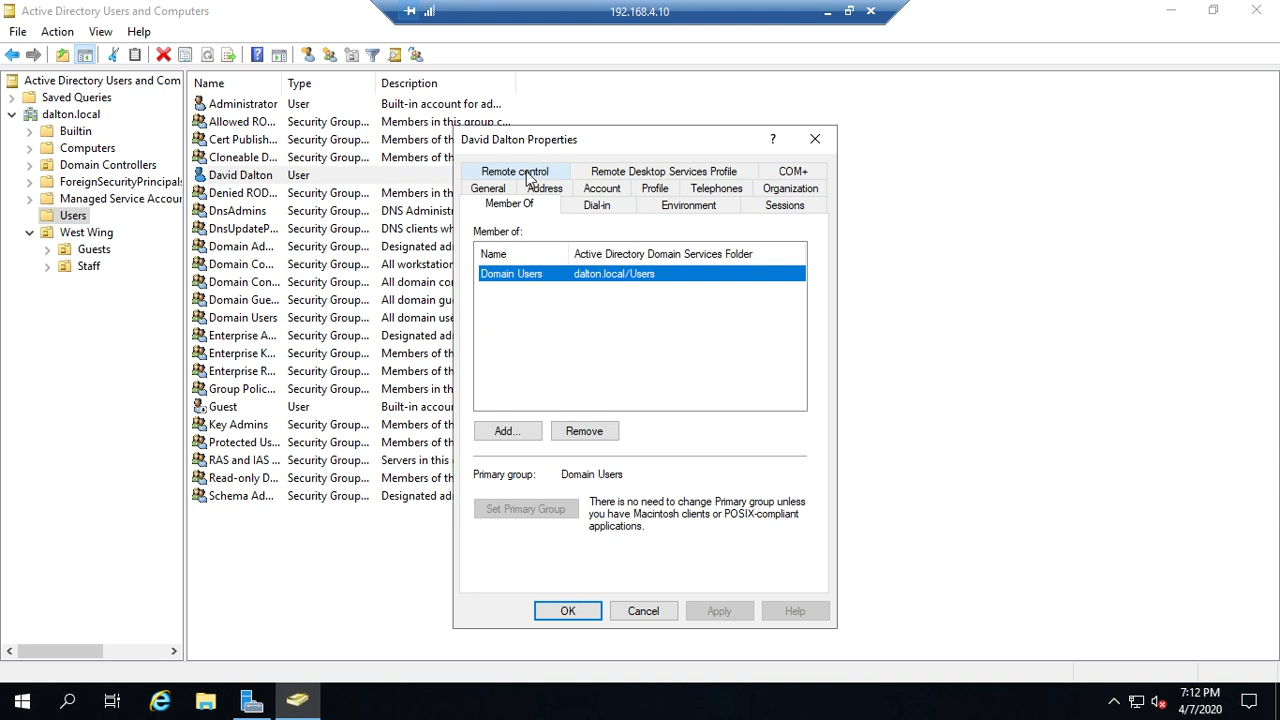 Active Directory Users and Computers
192.168.4.10
File Action View Help
Active Directory Users and Com
Saved Queries
dalton.local
Builtin
Computers
Domain Controllers
ForeignSecurityPrincipals
Managed Service Accoun
Users
West Wing
Guests
Staff
Name Type Description
Administrator User Built-in account for ad...
Allowed RO... Security Group... Members in this group c...
Cert Publish... Security Group... Members of t
Cloneable D... Security Group... Members of t
David Dalton User
Denied ROD... Security Group... Members in t
DnsAdmins Security Group... DNS Administ
DnsUpdateP... Security Group... DNS clients w
Domain Ad... Security Group... Designated ad
Domain Co... Security Group... All workstation
Domain Con... Security Group... All domain co
Domain Gue... Security Group... All domain gu
Domain Users Security Group... All domain use
Enterprise A... Security Group... Designated ad
Enterprise K... Security Group... Members of th
Enterprise R... Security Group... Members of th
Group Polic... Security Group... Members in th
Guest User Built-in accou
Key Admins Security Group... Members of th
Protected Us... Security Group... Members of th
RAS and IAS ... Security Group... Servers in this
Read-only D... Security Group... Members of th
Schema Ad... Security Group... Designated ad
David Dalton Properties ?
Remote control Remote Desktop Services Profile COM+
General Address Account Profile Telephones Organization
Member Of Dial-in Environment Sessions
Member of:
Name Active Directory Domain Services Folder
Domain Users dalton.local/Users
Add... Remove
Primary group: Domain Users
Set Primary Group
There is no need to change Primary group unless
you have Macintosh clients or POSIX-compliant
applications.
OK Cancel Apply Help
7:12 PM
4/7/2020